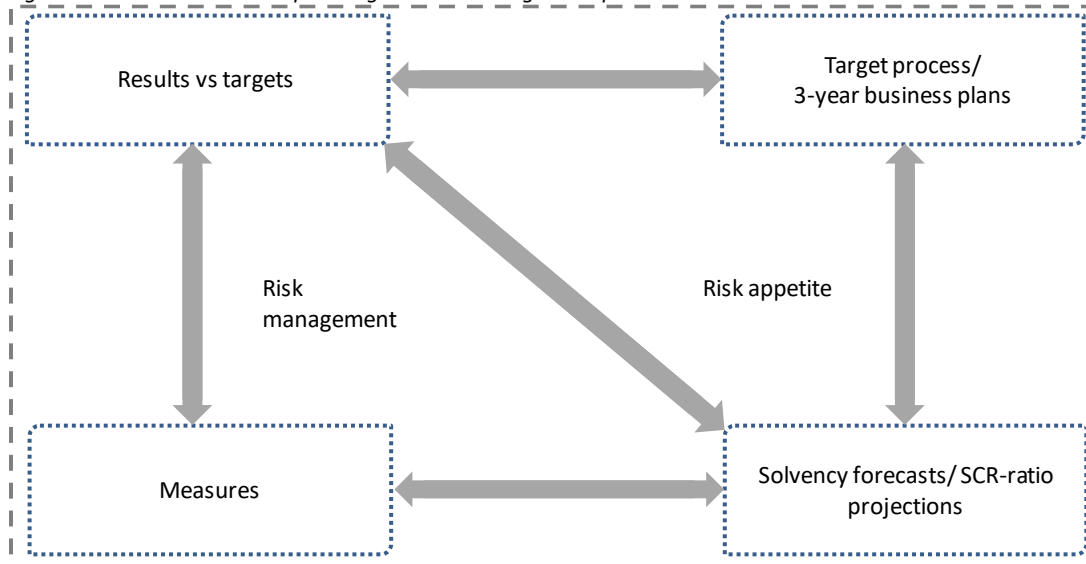 Results vs targets
Target process/
3-year business plans
Risk
management
Risk appetite
Measures
Solvency forecasts/ SCR-ratio
projections